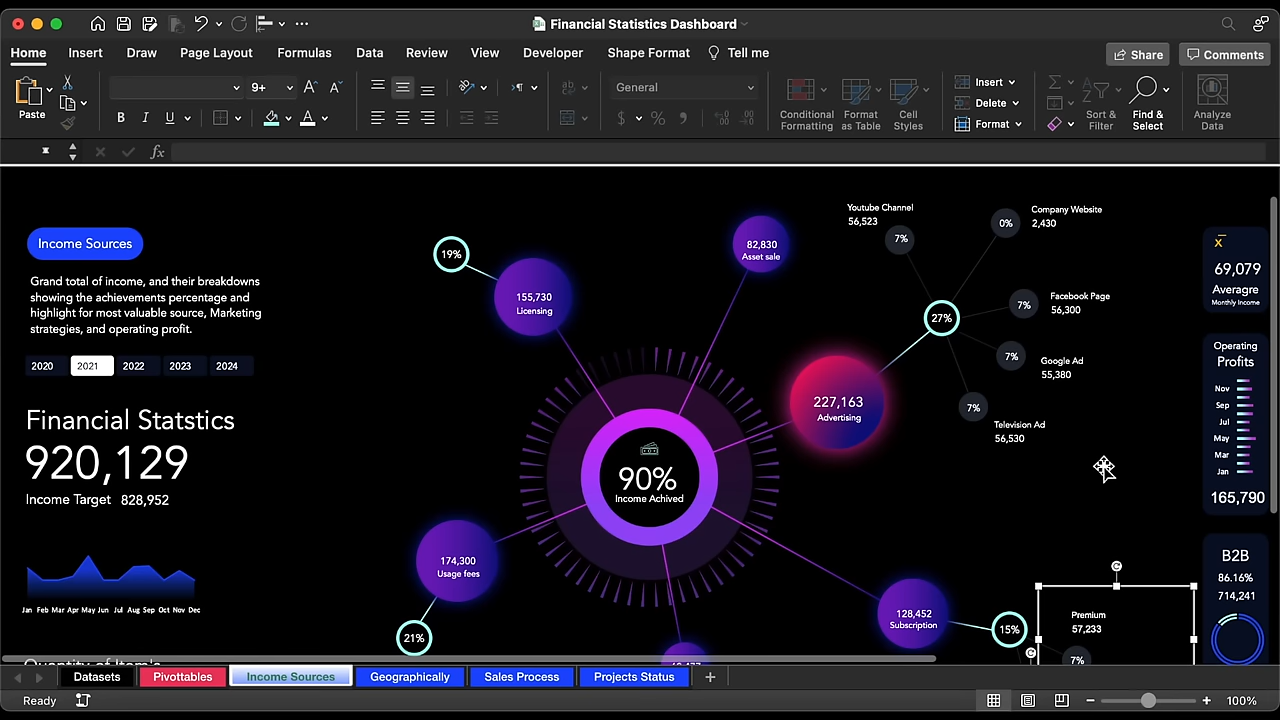 Financial Statistics Dashboard
Home Insert Draw Page Layout Formulas Data Review View Developer Shape Format Tell me
Share Comments
Paste
9+
B I U A
General
$ %
Conditional Formatting
Format as Table
Cell Styles
Insert
Delete
Format
Sort & Filter
Find & Select
Analyze Data
fx
Income Sources
Grand total of income, and their breakdowns
showing the achievements percentage and
highlight for most valuable source, Marketing
strategies, and operating profit.
2020 2021 2022 2023 2024
Financial Statstics
920,129
Income Target 828,952
Jan Feb Mar Apr May Jun Jul Aug Sep Oct Nov Dec
19%
155,730
Licensing
82,830
Asset sale
227,163
Advertising
27%
Youtube Channel
56,523
7%
0%
Company Website
2,430
7%
Facebook Page
56,300
7%
Google Ad
55,380
7%
Television Ad
56,530
90%
Income Achived
174,300
Usage fees
21%
128,452
Subscription
15%
Premium
57,233
7%
x
69,079
Averagre
Monthly Income
Operating
Profits
Nov
Sep
Jul
May
Mar
Jan
165,790
B2B
86.16%
714,241
Datasets Pivottables Income Sources Geographically Sales Process Projects Status +
Ready
100%